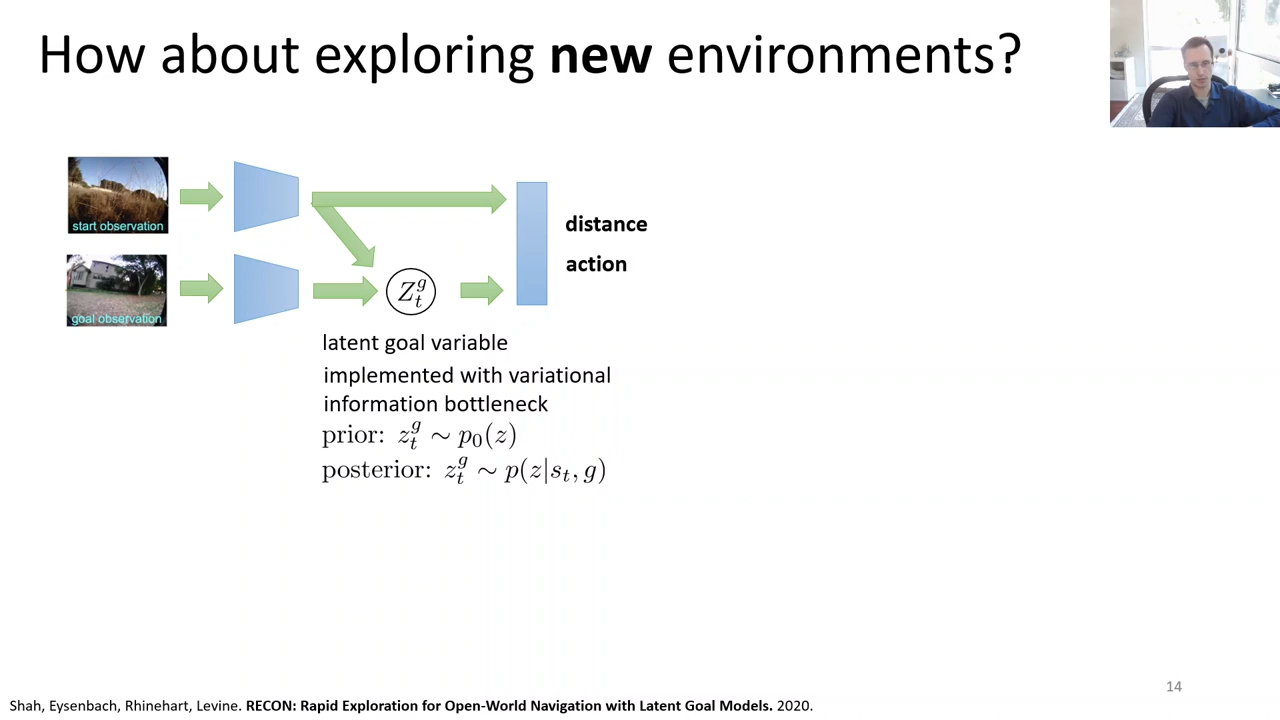 How about exploring new environments?
start observation
goal observation
distance
action
Z_t^g
latent goal variable
implemented with variational
information bottleneck
prior: z_t^g ∼ p_0(z)
posterior: z_t^g ∼ p(z|s_t, g)
14
Shah, Eysenbach, Rhinehart, Levine. RECON: Rapid Exploration for Open-World Navigation with Latent Goal Models. 2020.